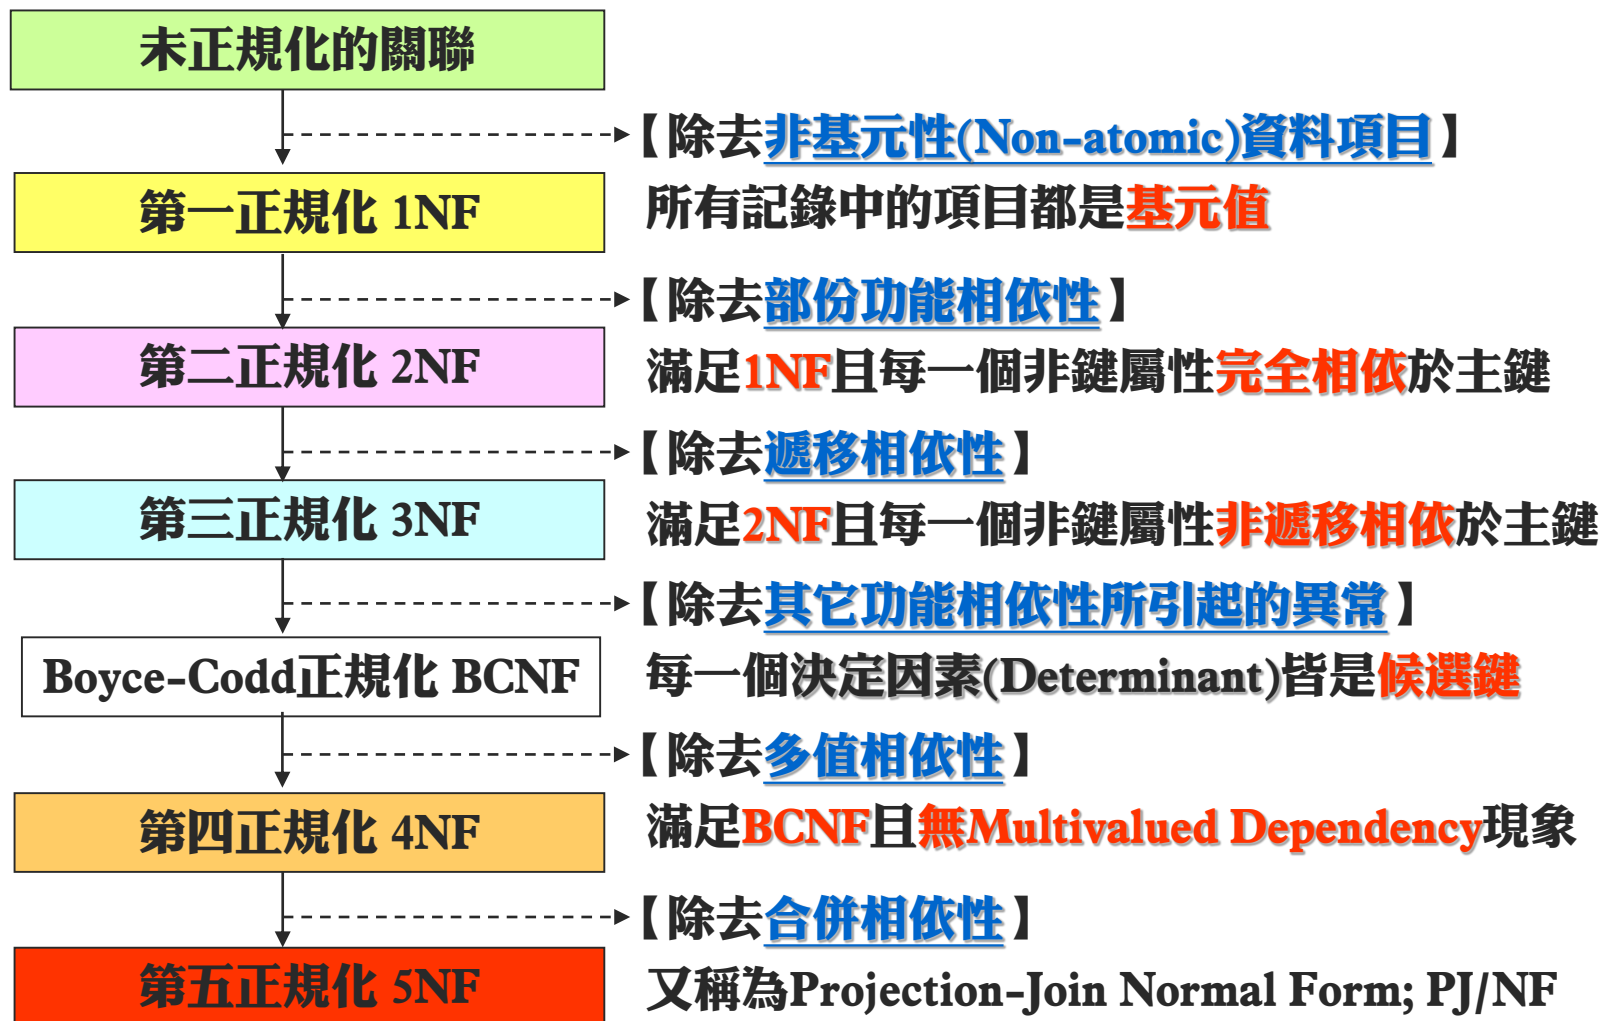 未正規化的關聯
【除去非基元性(Non-atomic)資料項目】
第一正規化 1NF
所有記錄中的項目都是基元值
【除去部份功能相依性】
第二正規化 2NF
滿足1NF且每一個非鍵屬性完全相依於主鍵
【除去遞移相依性】
第三正規化 3NF
滿足2NF且每一個非鍵屬性非遞移相依於主鍵
【除去其它功能相依性所引起的異常】
Boyce-Codd正規化 BCNF
每一個決定因素(Determinant)皆是候選鍵
【除去多值相依性】
第四正規化 4NF
滿足BCNF且無Multivalued Dependency現象
【除去合併相依性】
第五正規化 5NF
又稱為Projection-Join Normal Form; PJ/NF